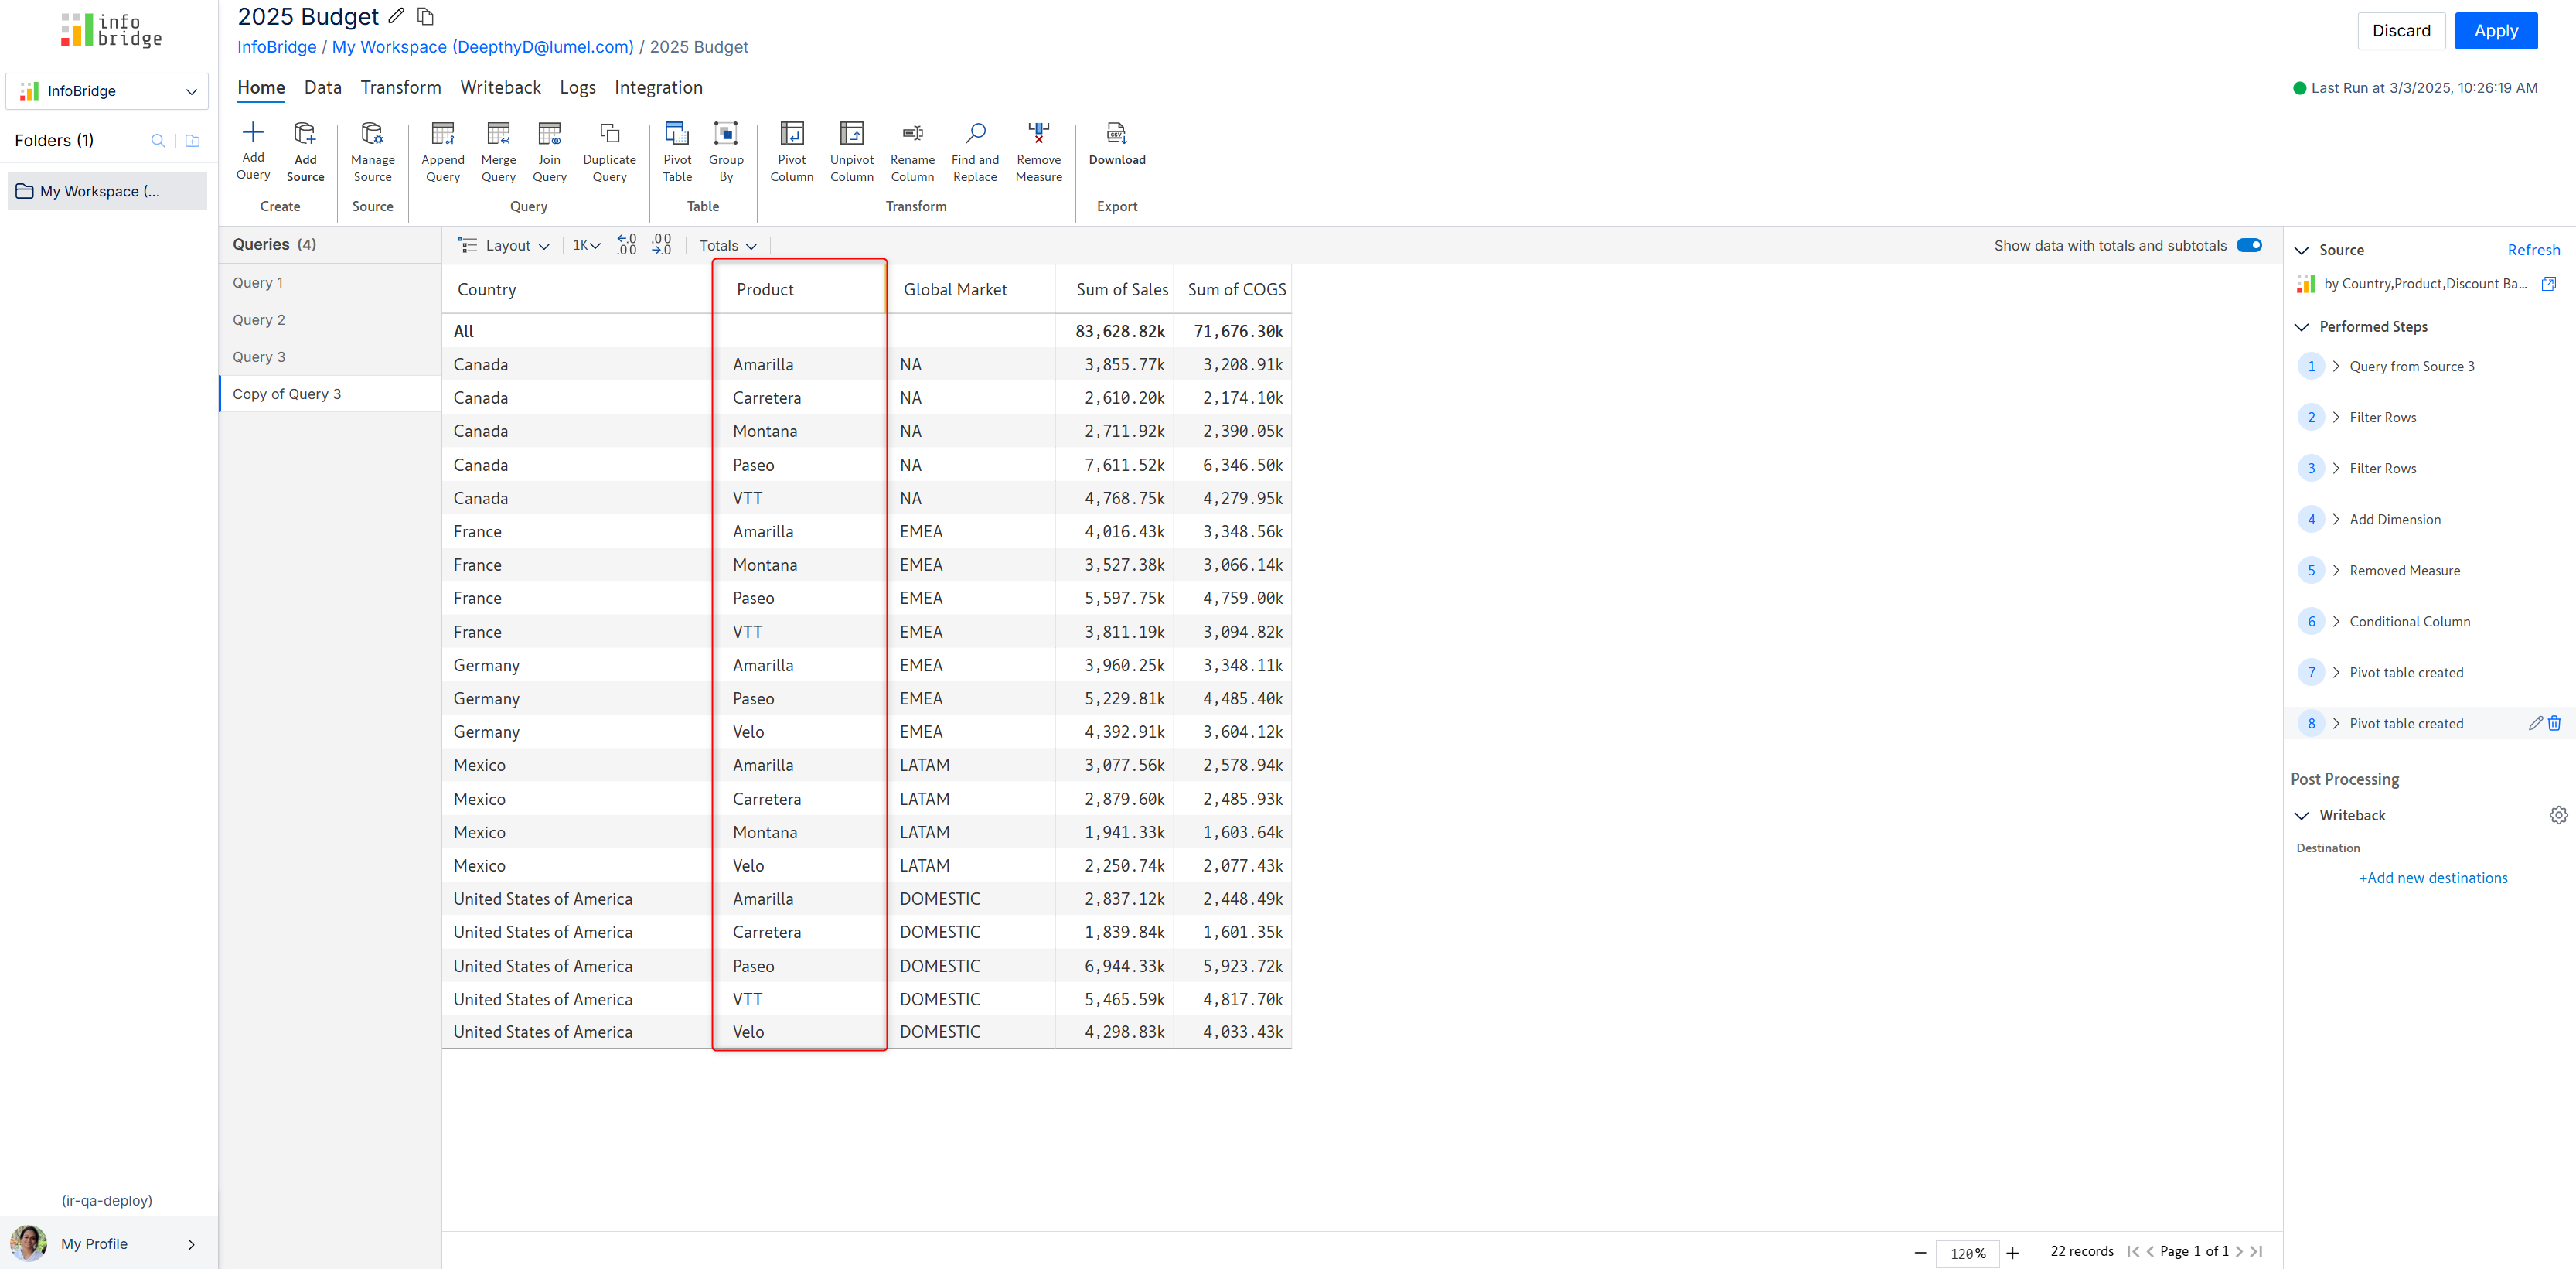 info
bridge
2025 Budget
InfoBridge / My Workspace (DeepthyD@lumel.com) / 2025 Budget
Discard
Apply
InfoBridge
Folders (1)
My Workspace (...
Home Data Transform Writeback Logs Integration
Last Run at 3/3/2025, 10:26:19 AM
Add Query
Add Source
Create
Manage Source
Source
Append Query
Merge Query
Join Query
Duplicate Query
Query
Pivot Table
Group By
Table
Pivot Column
Unpivot Column
Rename Column
Find and Replace
Remove Measure
Transform
CSV
Download
Export
Queries (4)
Query 1
Query 2
Query 3
Copy of Query 3
Layout 1K .0 .00 .00 .0 Totals
Show data with totals and subtotals
Country Product Global Market Sum of Sales Sum of COGS
All 83,628.82k 71,676.30k
Canada Amarilla NA 3,855.77k 3,208.91k
Canada Carretera NA 2,610.20k 2,174.10k
Canada Montana NA 2,711.92k 2,390.05k
Canada Paseo NA 7,611.52k 6,346.50k
Canada VTT NA 4,768.75k 4,279.95k
France Amarilla EMEA 4,016.43k 3,348.56k
France Montana EMEA 3,527.38k 3,066.14k
France Paseo EMEA 5,597.75k 4,759.00k
France VTT EMEA 3,811.19k 3,094.82k
Germany Amarilla EMEA 3,960.25k 3,348.11k
Germany Paseo EMEA 5,229.81k 4,485.40k
Germany Velo EMEA 4,392.91k 3,604.12k
Mexico Amarilla LATAM 3,077.56k 2,578.94k
Mexico Carretera LATAM 2,879.60k 2,485.93k
Mexico Montana LATAM 1,941.33k 1,603.64k
Mexico Velo LATAM 2,250.74k 2,077.43k
United States of America Amarilla DOMESTIC 2,837.12k 2,448.49k
United States of America Carretera DOMESTIC 1,839.84k 1,601.35k
United States of America Paseo DOMESTIC 6,944.33k 5,923.72k
United States of America VTT DOMESTIC 5,465.59k 4,817.70k
United States of America Velo DOMESTIC 4,298.83k 4,033.43k
Source Refresh
by Country,Product,Discount Ba...
Performed Steps
1 Query from Source 3
2 Filter Rows
3 Filter Rows
4 Add Dimension
5 Removed Measure
6 Conditional Column
7 Pivot table created
8 Pivot table created
Post Processing
Writeback
Destination
+Add new destinations
(ir-qa-deploy)
My Profile
120%
22 records
Page 1 of 1